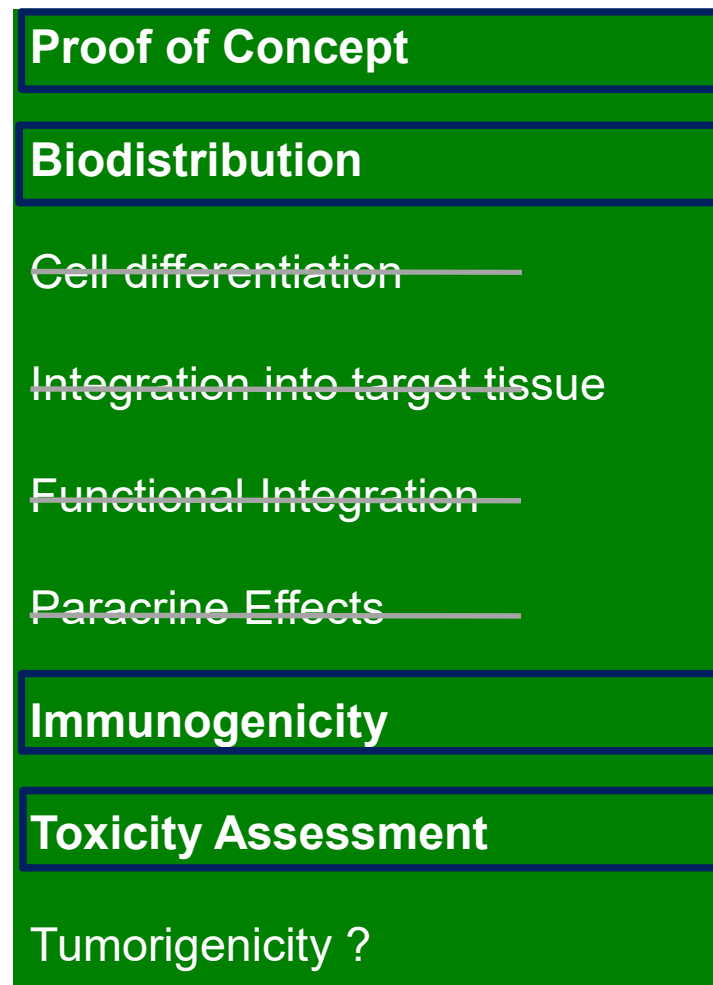 Proof of Concept
Biodistribution
Cell differentiation
Integration into target tissue
Functional Integration
Paracrine Effects
Immunogenicity
Toxicity Assessment
Tumorigenicity ?